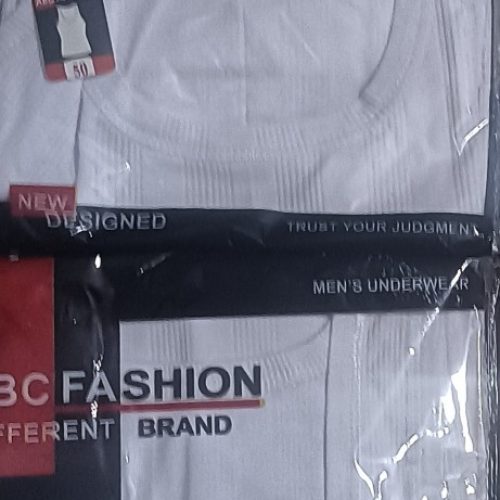 50
NEW
DESIGNED
TRUST YOUR JUDGMENT
MEN'S UNDERWEAR
BC FASHION
FFERENT BRAND